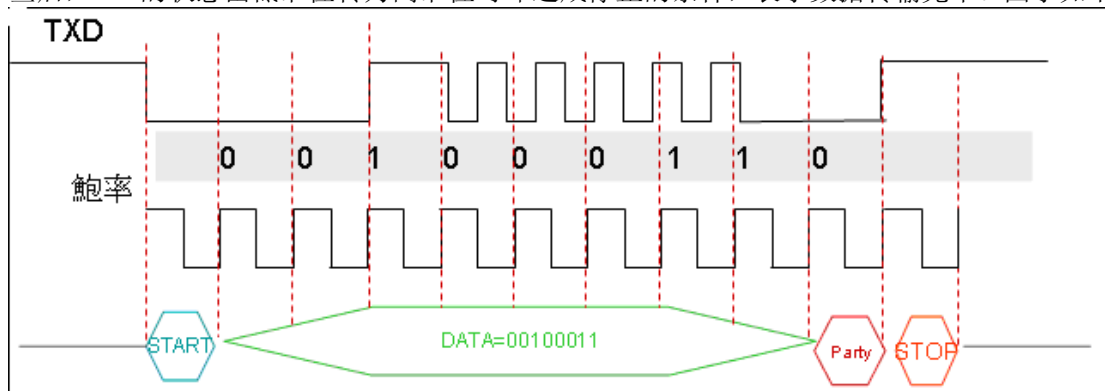 TXD
0 0 1 0 0 0 1 1 0
鮑率
START
DATA=00100011
Party
STOP